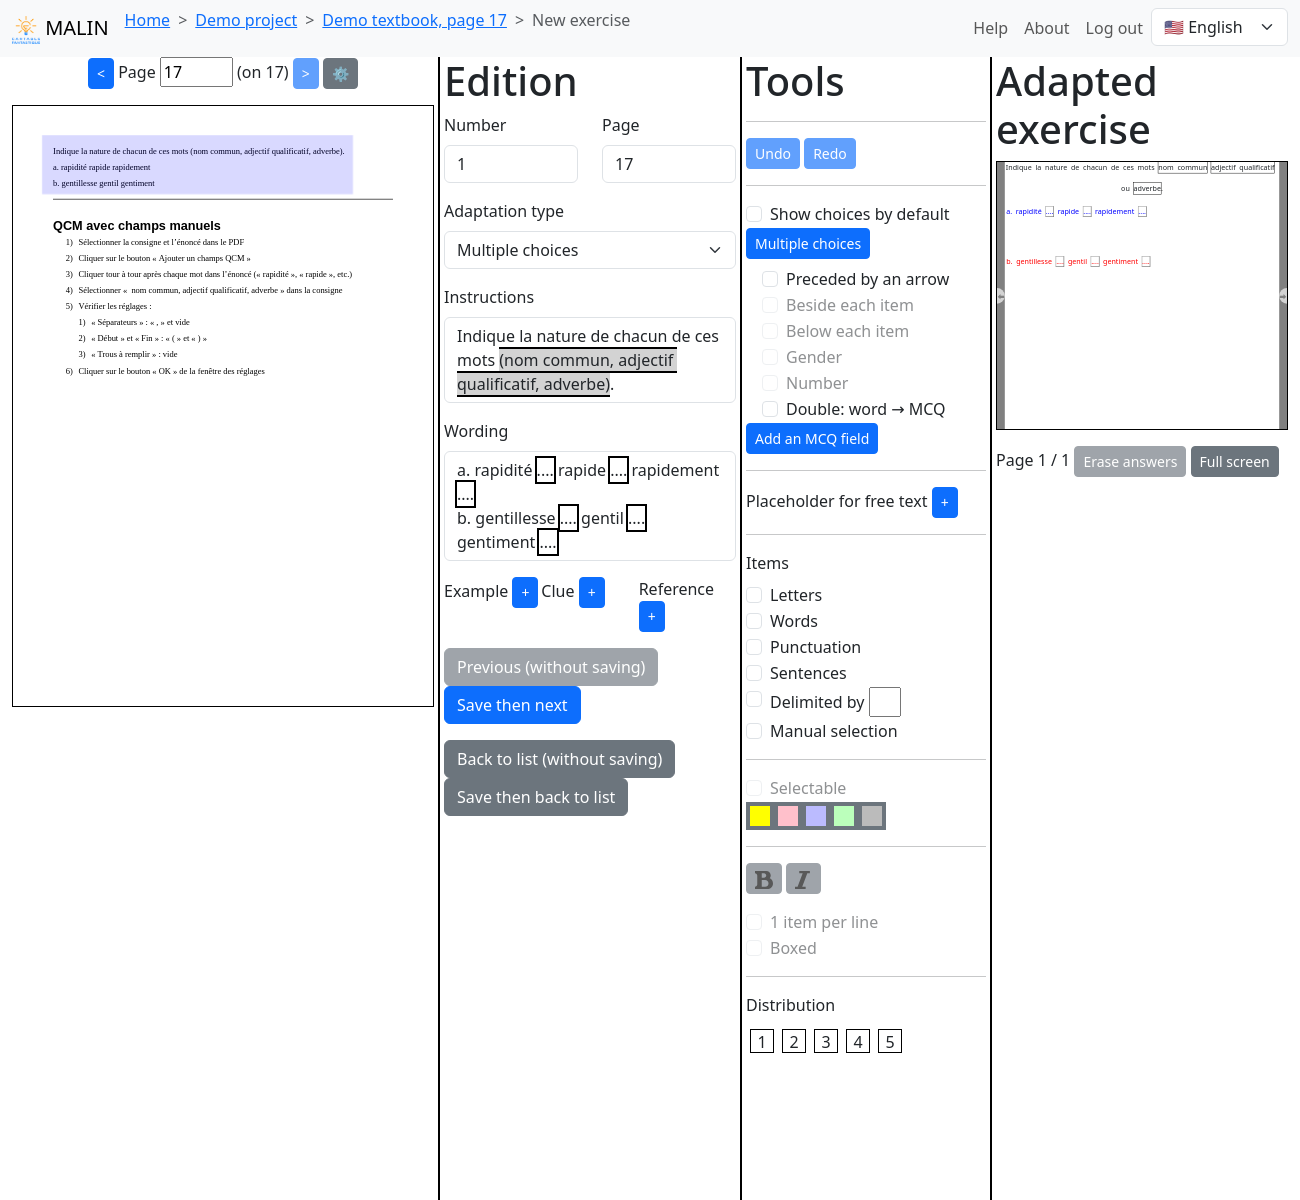 MALIN
Home > Demo project > Demo textbook, page 17 > New exercise
Help About Log out 🇺🇸 English
< Page 17 (on 17) > ⚙️
Indique la nature de chacun de ces mots (nom commun, adjectif qualificatif, adverbe).
a. rapidité rapide rapidement
b. gentillesse gentil gentiment
QCM avec champs manuels
1) Sélectionner la consigne et l'énoncé dans le PDF
2) Cliquer sur le bouton « Ajouter un champs QCM »
3) Cliquer tour à tour après chaque mot dans l'énoncé (« rapidité », « rapide », etc.)
4) Sélectionner «  nom commun, adjectif qualificatif, adverbe » dans la consigne
5) Vérifier les réglages :
1) « Séparateurs » : « , » et vide
2) « Début » et « Fin » : « ( » et « ) »
3) « Trous à remplir » : vide
6) Cliquer sur le bouton « OK » de la fenêtre des réglages
Edition
Number Page
1 17
Adaptation type
Multiple choices
Instructions
Indique la nature de chacun de ces
mots (nom commun, adjectif
qualificatif, adverbe).
Wording
a. rapidité .... rapide .... rapidement
....
b. gentillesse .... gentil ....
gentiment ....
Example + Clue + Reference
+
Previous (without saving)
Save then next
Back to list (without saving)
Save then back to list
Tools
Undo Redo
Show choices by default
Multiple choices
Preceded by an arrow
Beside each item
Below each item
Gender
Number
Double: word → MCQ
Add an MCQ field
Placeholder for free text +
Items
Letters
Words
Punctuation
Sentences
Delimited by
Manual selection
Selectable
B I
1 item per line
Boxed
Distribution
1 2 3 4 5
Adapted
exercise
Indique la nature de chacun de ces mots nom commun adjectif qualificatif
ou adverbe.
a. rapidité .... rapide .... rapidement ....
b. gentillesse .... gentil .... gentiment ....
Page 1 / 1 Erase answers Full screen